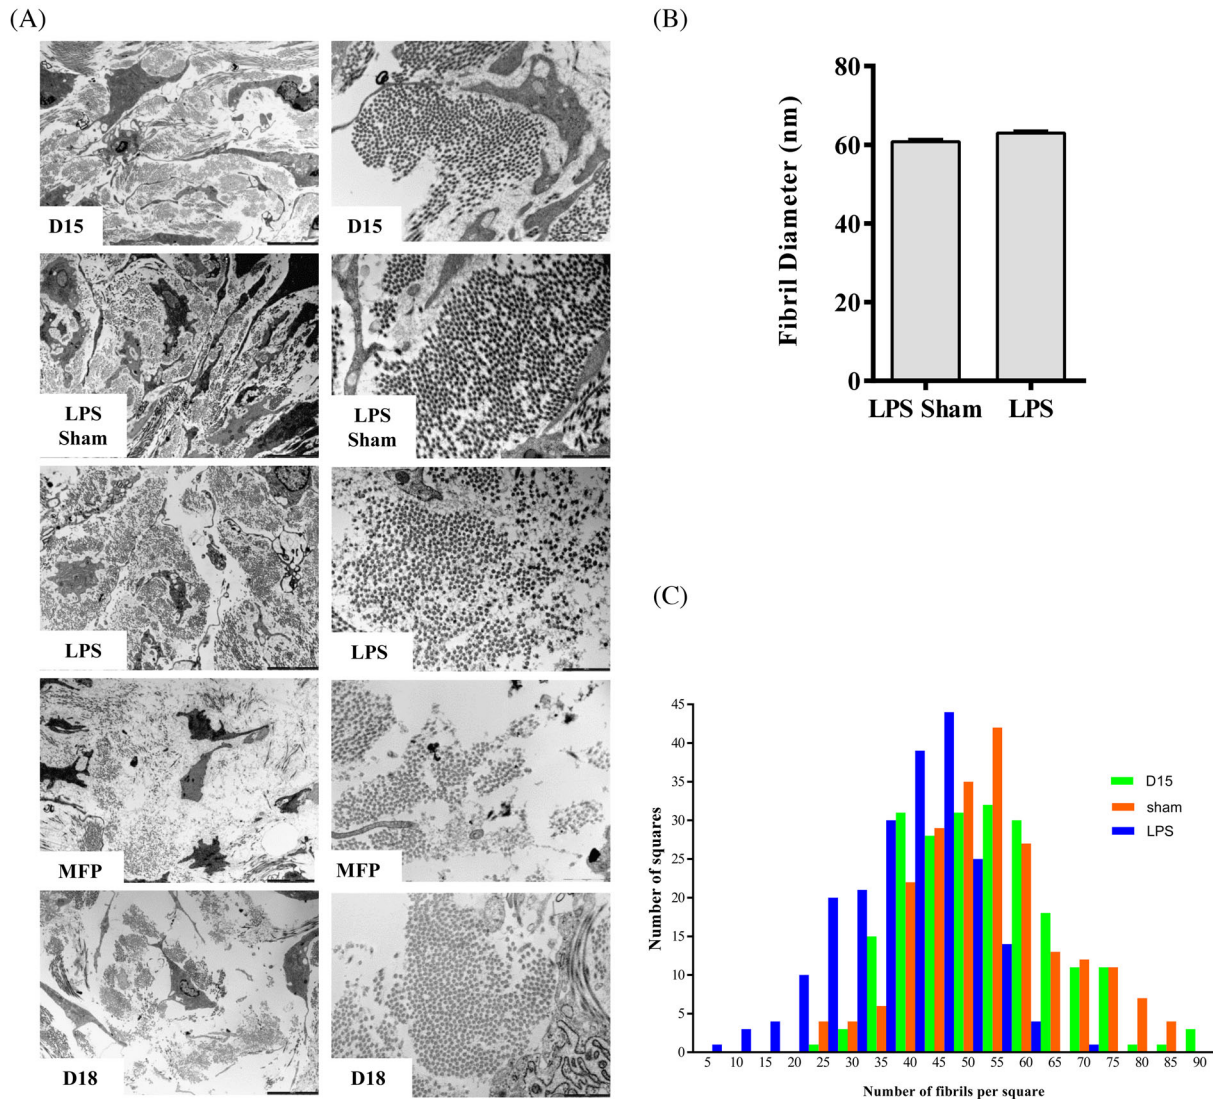 (A)
D15
D15
LPS
Sham
LPS
Sham
LPS
LPS
MFP
MFP
D18
D18
(B)
Fibril Diameter (nm)
80
60
40
20
0
LPS Sham
LPS
(C)
Number of squares
45
40
35
30
25
20
15
10
5
0
5 10 15 20 25 30 35 40 45 50 55 60 65 70 75 80 85 90
Number of fibrils per square
D15
sham
LPS